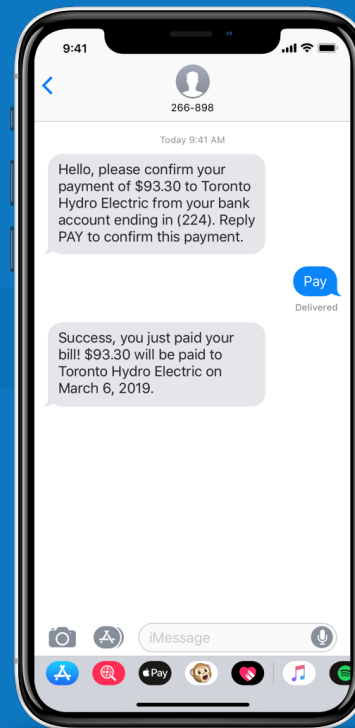 9:41
266-898
Today 9:41 AM
Hello, please confirm your
payment of $93.30 to Toronto
Hydro Electric from your bank
account ending in (224). Reply
PAY to confirm this payment.
Pay
Delivered
Success, you just paid your
bill! $93.30 will be paid to
Toronto Hydro Electric on
March 6, 2019.
iMessage
Pay